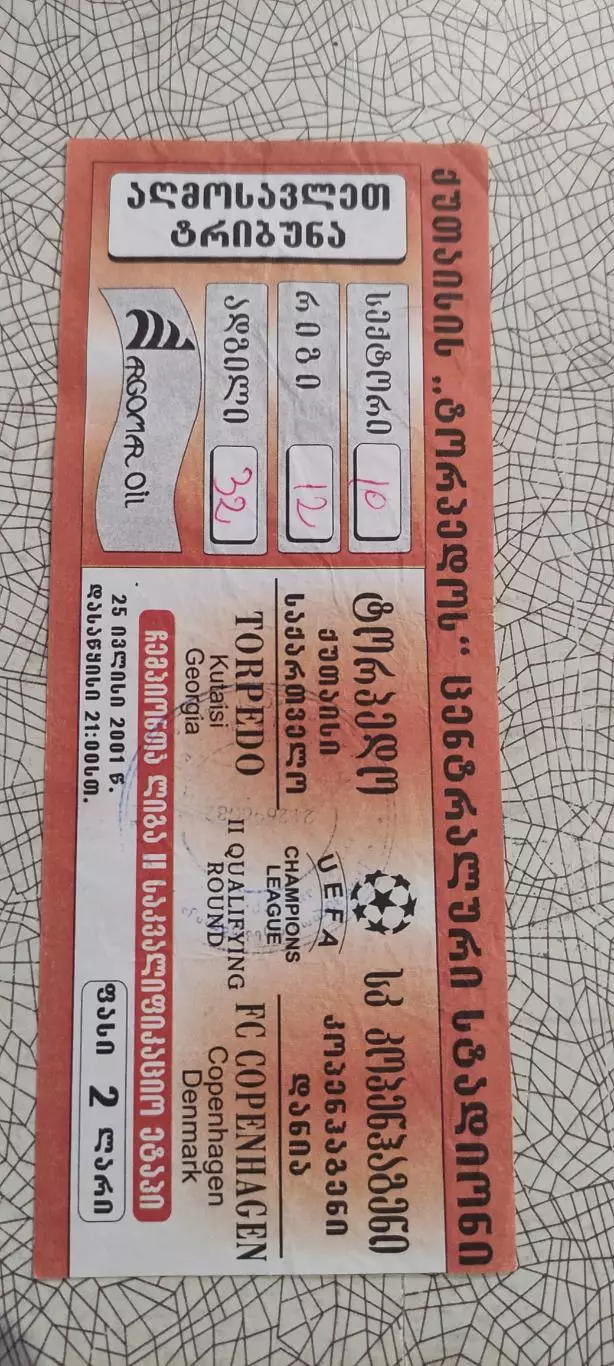 ქუთაისის „ტორპედოს“ ცენტრალური სტადიონი
აღმოსავლეთ
ტრიბუნა
სექტორი 10
რიგი 12
ადგილი 32
ARGOMAR OIL
ტორპედო
ქუთაისი
საქართველო
TORPEDO
Kutaisi
Georgia
UEFA
CHAMPIONS
LEAGUE
II QUALIFYING
ROUND
სკ კოპენჰაგენი
კოპენჰაგენი
დანია
FC COPENHAGEN
Copenhagen
Denmark
ჩემპიონთა ლიგა II საკვალიფიკაციო ეტაპი
25 ივლისი 2001 წ.
დასაწყისი 21:00სთ.
ფასი 2 ლარი